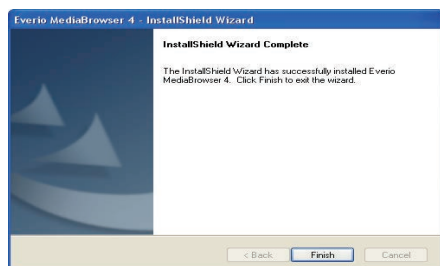 Everio MediaBrowser 4 - InstallShield Wizard
InstallShield Wizard Complete
The InstallShield Wizard has successfully installed Everio
MediaBrowser 4. Click Finish to exit the wizard.
< Back Finish Cancel